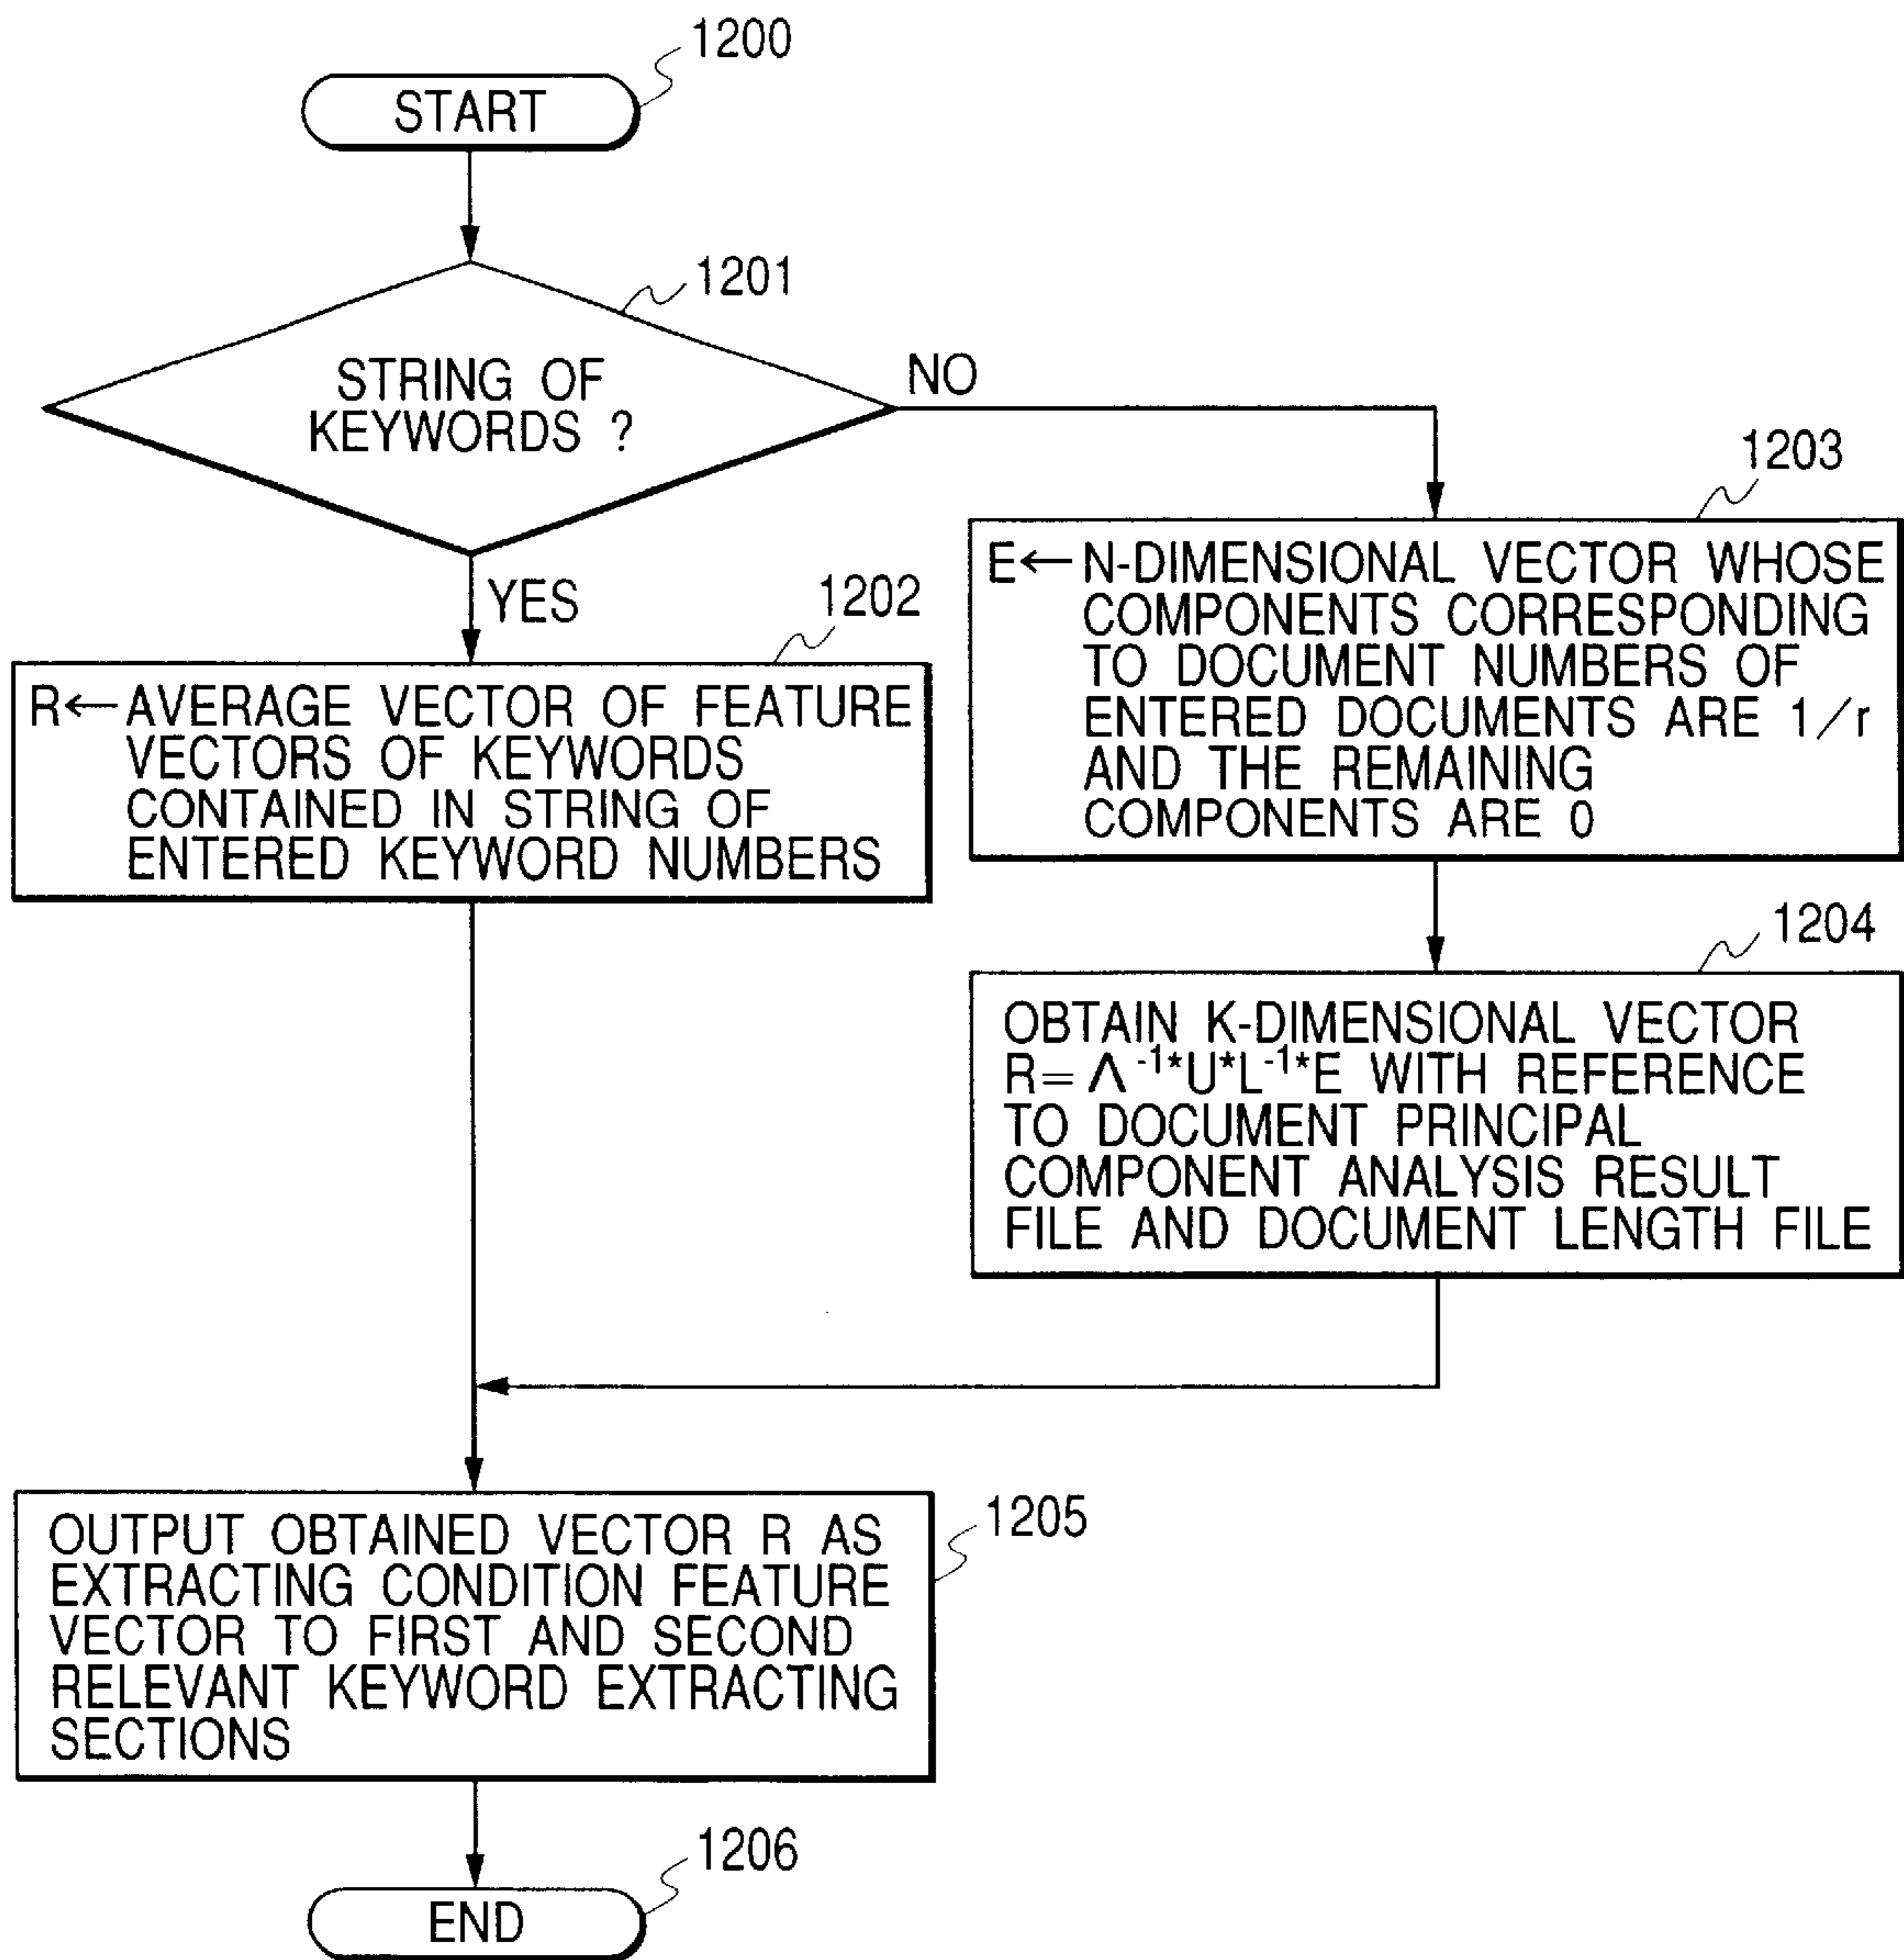 1200
START
1201
STRING OF
KEYWORDS ?
NO
YES
1202
R← AVERAGE VECTOR OF FEATURE
VECTORS OF KEYWORDS
CONTAINED IN STRING OF
ENTERED KEYWORD NUMBERS
1203
E← N-DIMENSIONAL VECTOR WHOSE
COMPONENTS CORRESPONDING
TO DOCUMENT NUMBERS OF
ENTERED DOCUMENTS ARE 1/r
AND THE REMAINING
COMPONENTS ARE 0
1204
OBTAIN K-DIMENSIONAL VECTOR
R=Λ⁻¹*U*L⁻¹*E WITH REFERENCE
TO DOCUMENT PRINCIPAL
COMPONENT ANALYSIS RESULT
FILE AND DOCUMENT LENGTH FILE
1205
OUTPUT OBTAINED VECTOR R AS
EXTRACTING CONDITION FEATURE
VECTOR TO FIRST AND SECOND
RELEVANT KEYWORD EXTRACTING
SECTIONS
1206
END